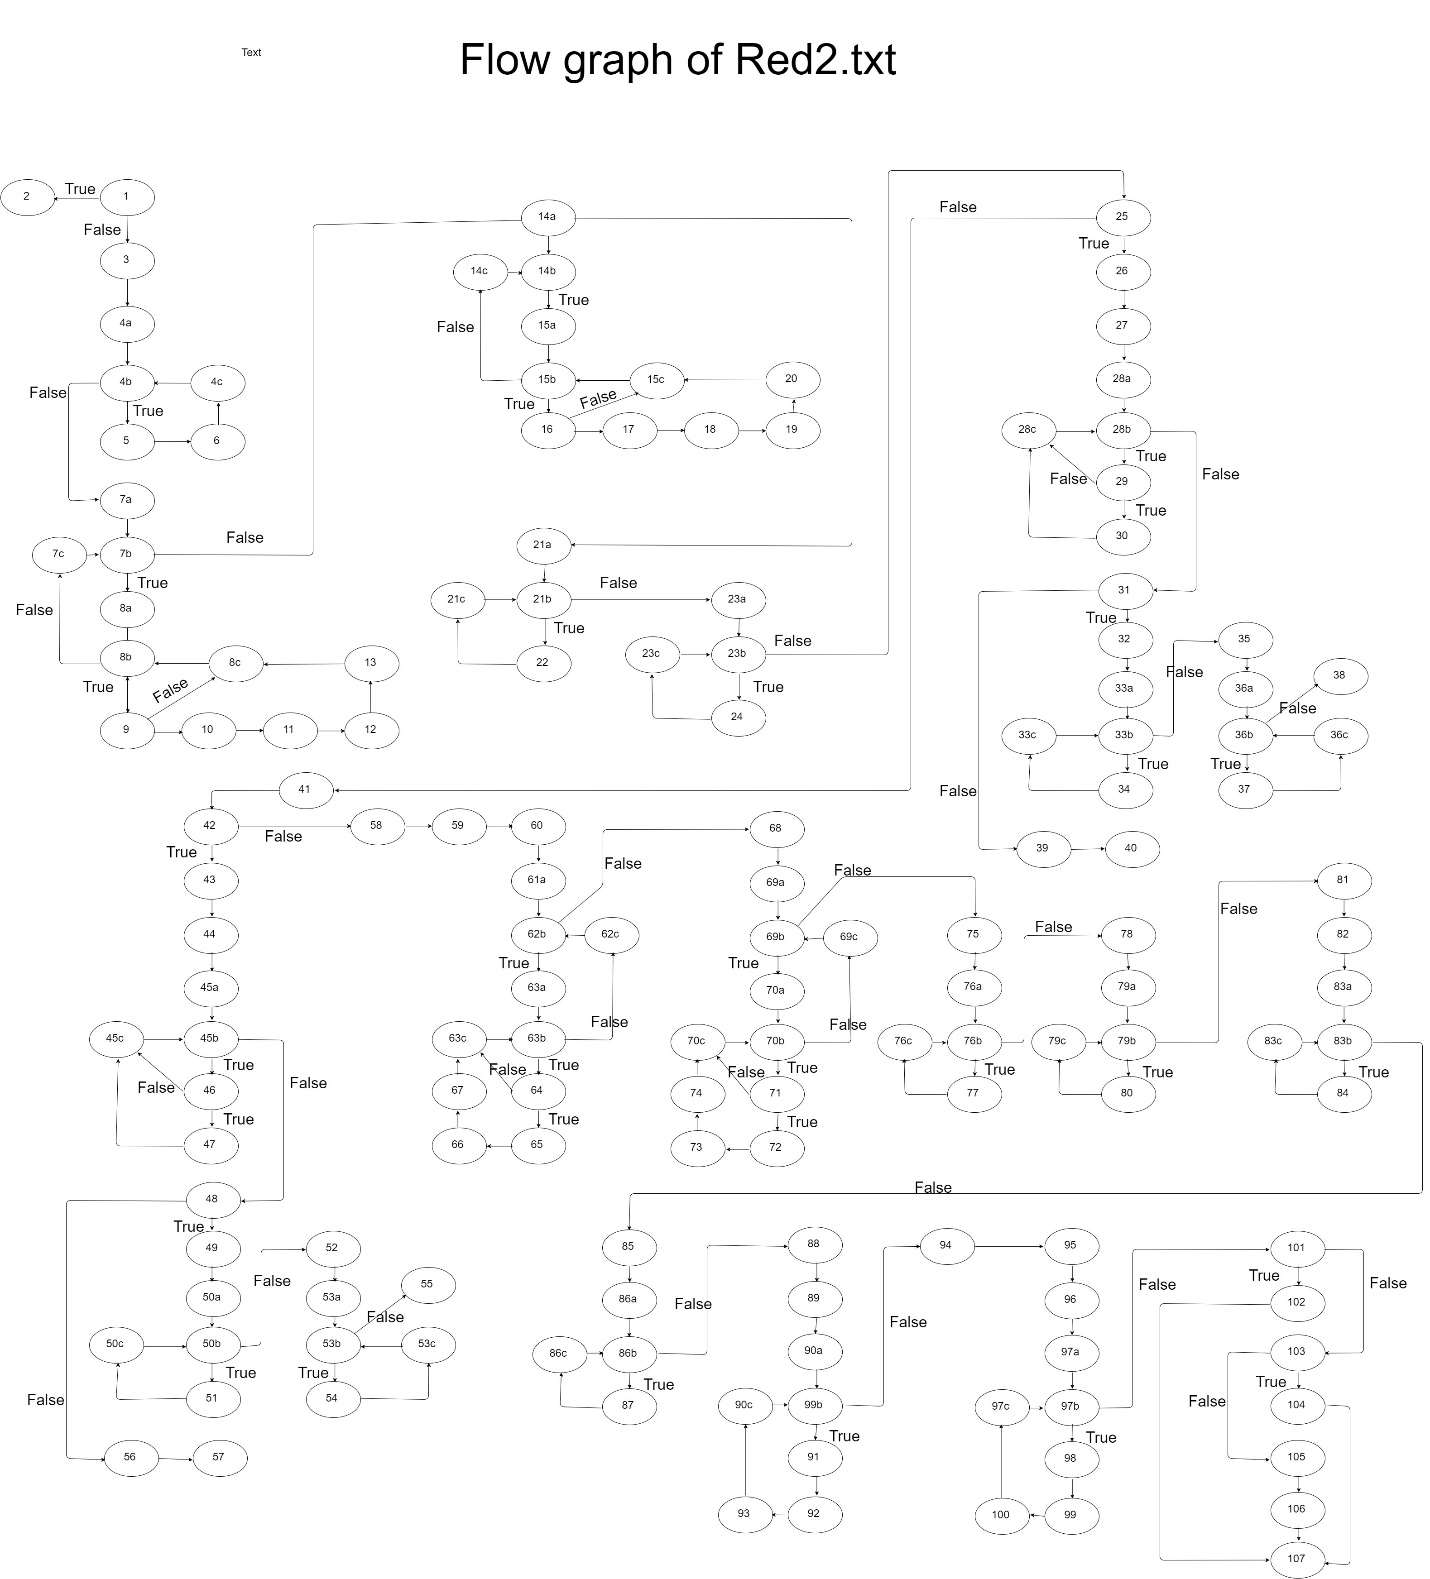 Text
Flow graph of Red2.txt
2
True
1
False
3
4a
4b
4c
False
True
5
6
7a
7c
7b
False
True
8a
False
8b
8c
13
True
False
9
10
11
12
14a
14c
14b
True
False
15a
15b
15c
20
True
False
16
17
18
19
21a
21c
21b
False
23a
True
22
23c
23b
False
True
24
False
25
True
26
27
28a
28c
28b
True
False
False
29
True
30
31
True
32
33a
33c
33b
False
True
34
35
36a
38
False
36b
36c
True
37
False
39
40
41
42
False
True
43
44
45a
45c
45b
True
False
False
46
True
47
48
True
49
50a
50c
50b
False
True
51
52
53a
55
False
53b
53c
True
54
False
56
57
58
59
60
61a
False
62b
62c
True
63a
False
63c
63b
True
False
67
64
True
66
65
68
69a
False
69b
69c
True
70a
False
70c
70b
True
False
74
71
True
73
72
75
76a
False
76c
76b
True
77
78
79a
79c
79b
False
True
80
81
82
83a
83c
83b
True
84
False
85
86a
86c
86b
False
True
87
88
89
90a
90c
99b
False
True
91
93
92
94
95
96
97a
97c
97b
False
True
98
100
99
101
True
False
102
103
True
False
104
105
106
107